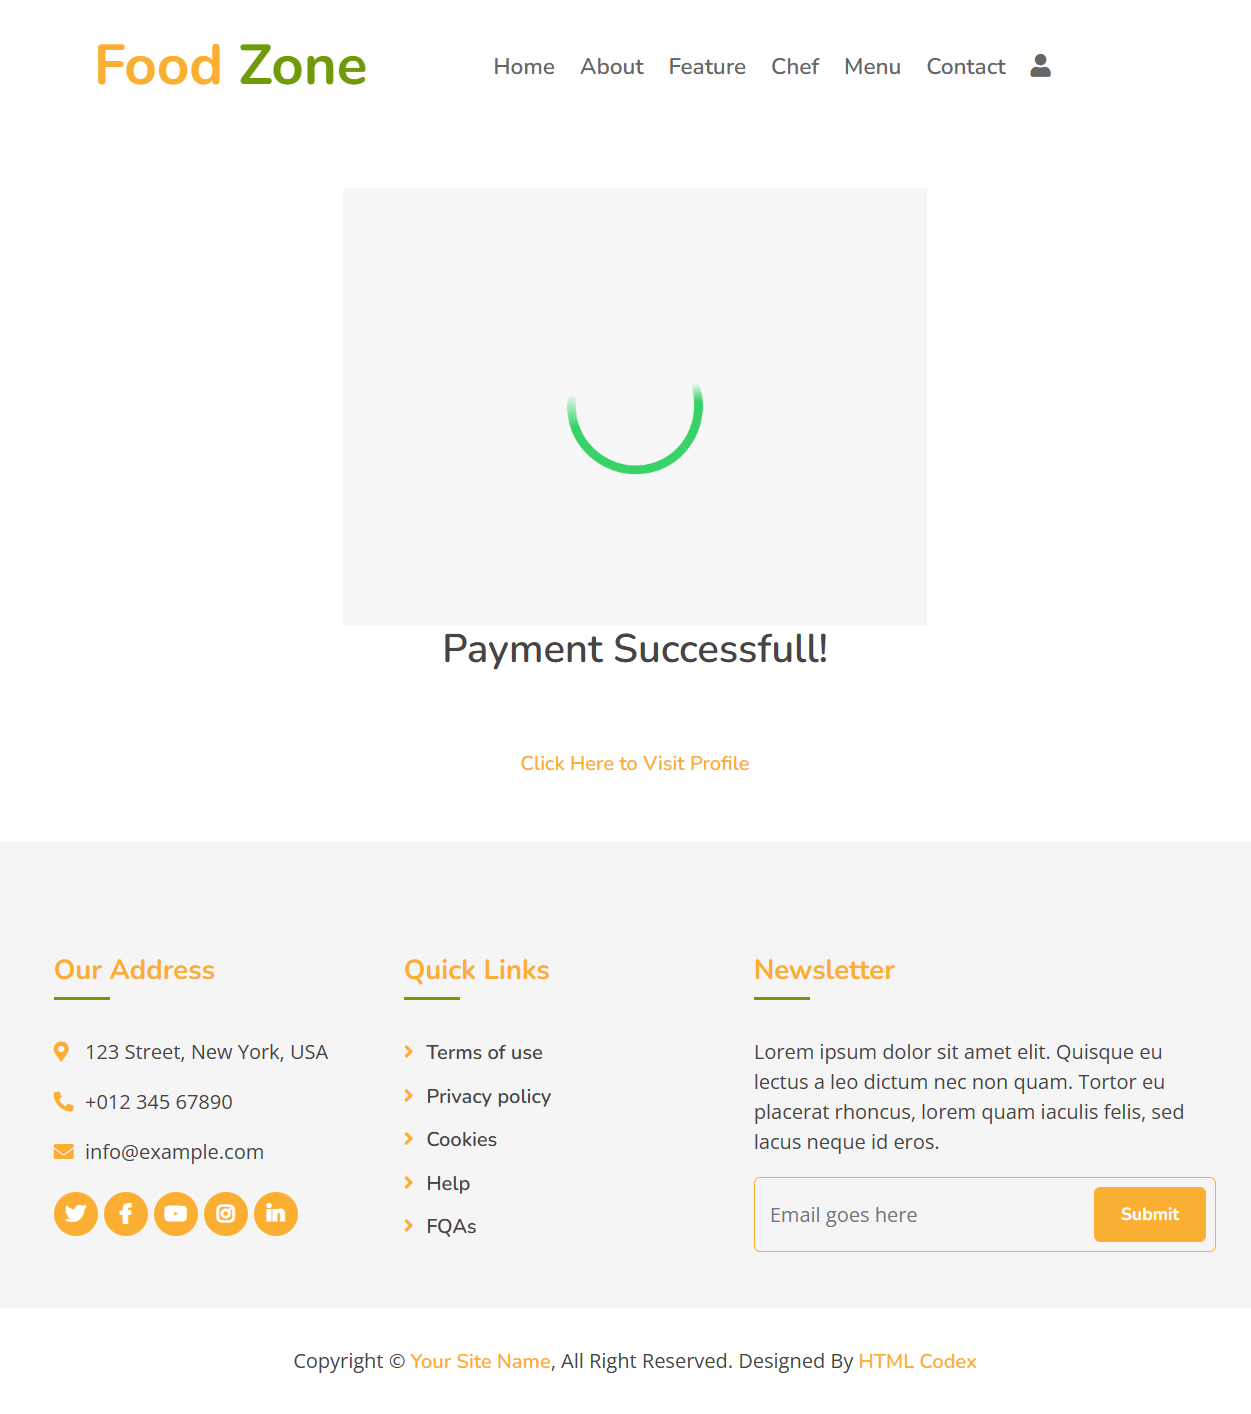 Food Zone
Home About Feature Chef Menu Contact
Payment Successfull!
Click Here to Visit Profile
Our Address
123 Street, New York, USA
+012 345 67890
info@example.com
Quick Links
Terms of use
Privacy policy
Cookies
Help
FQAs
Newsletter
Lorem ipsum dolor sit amet elit. Quisque eu
lectus a leo dictum nec non quam. Tortor eu
placerat rhoncus, lorem quam iaculis felis, sed
lacus neque id eros.
Email goes here
Submit
Copyright © Your Site Name, All Right Reserved. Designed By HTML Codex